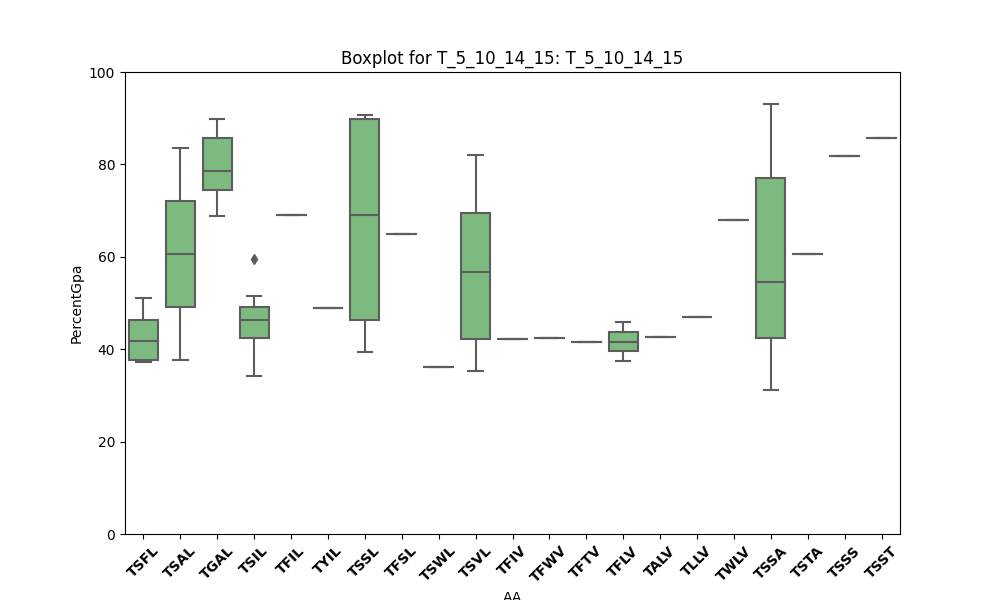 Boxplot for T_5_10_14_15: T_5_10_14_15
100
80
60
40
20
0
PercentGpa
TSFL
TSAL
TGAL
TSIL
TFIL
TYIL
TSSL
TFSL
TSWL
TSVL
TFIV
TFWV
TFTV
TFLV
TALV
TLLV
TWLV
TSSA
TSTA
TSSS
TSST
AA